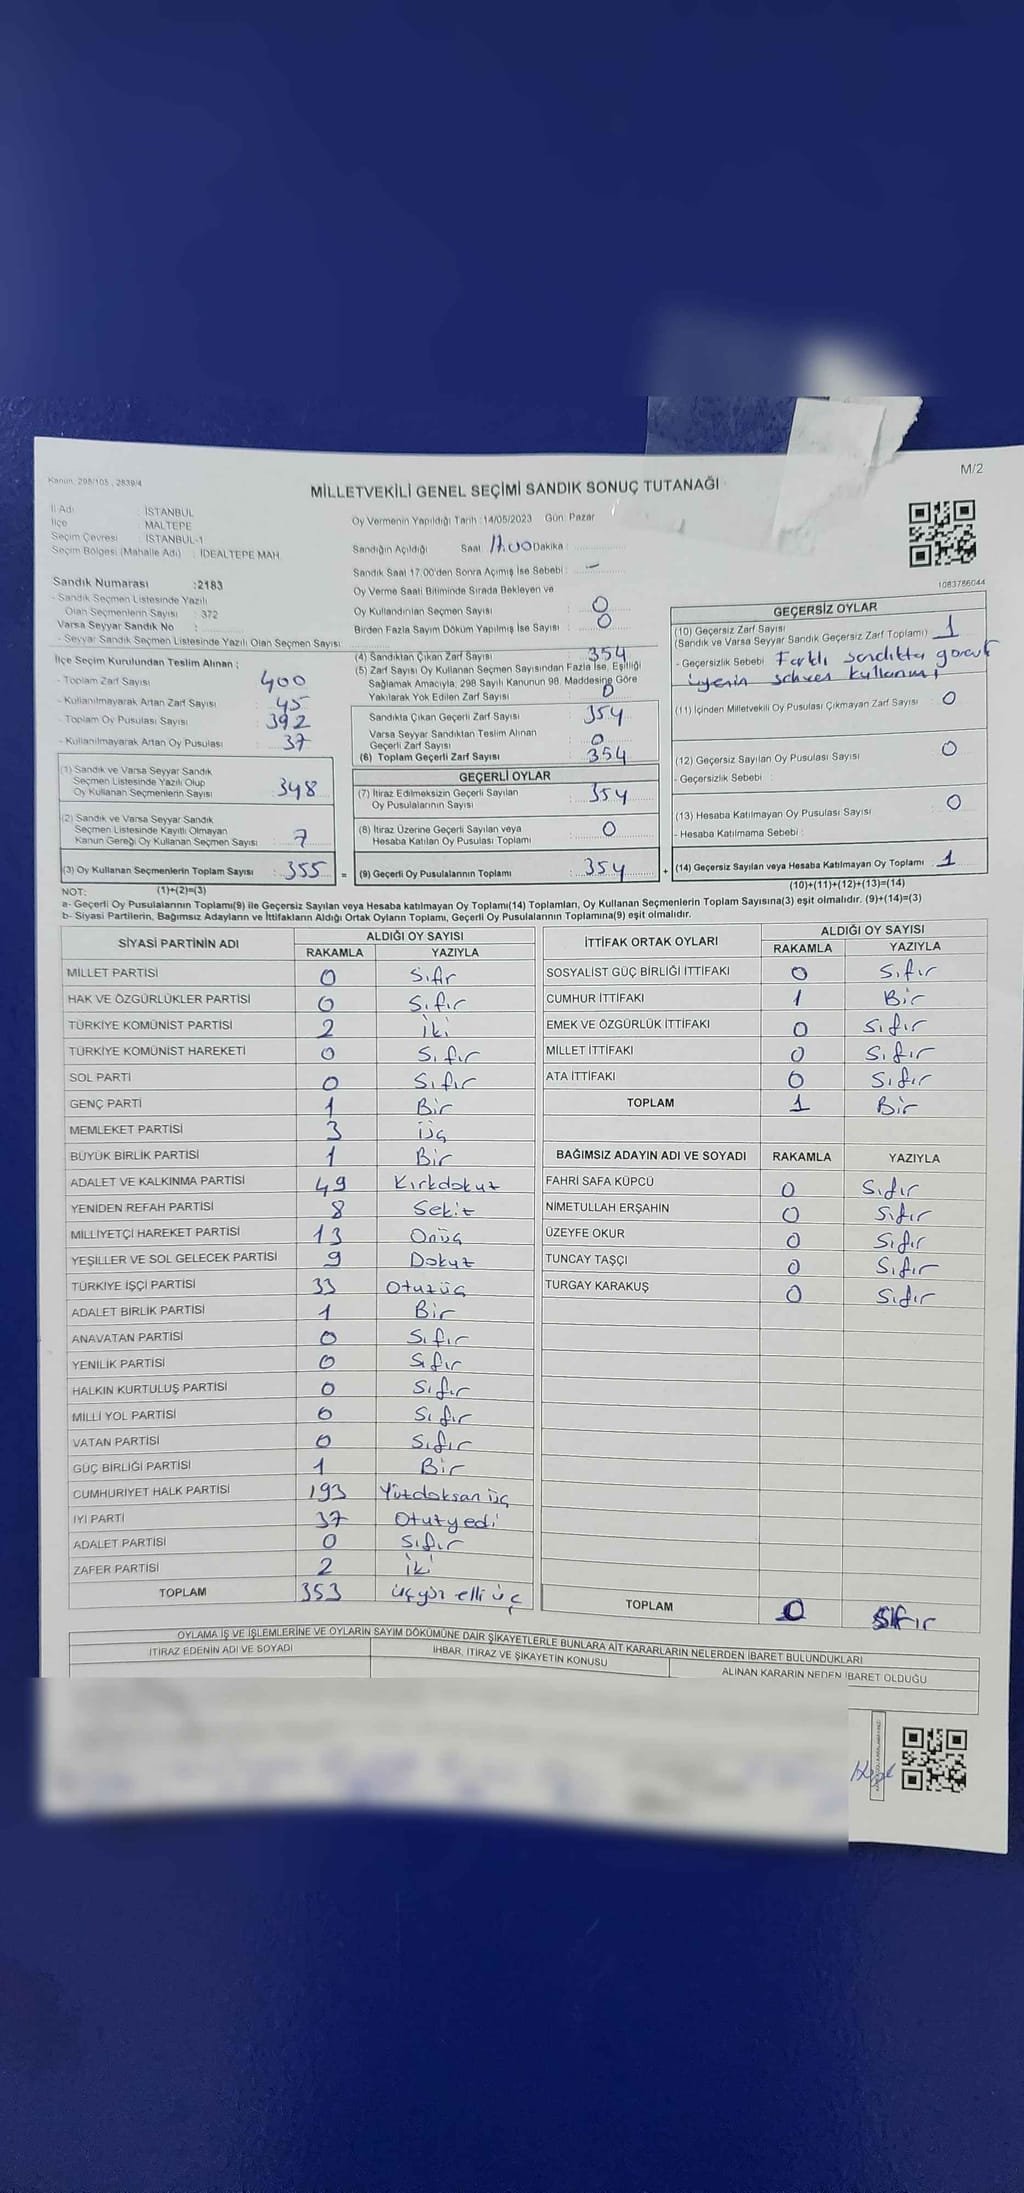 Kanun: 298/105 , 2839/4
M/2
MİLLETVEKİLİ GENEL SEÇİMİ SANDIK SONUÇ TUTANAĞI
İl Adı : İSTANBUL
İlçe : MALTEPE
Seçim Çevresi : İSTANBUL-1
Seçim Bölgesi (Mahalle Adı) : İDEALTEPE MAH.
Sandık Numarası :2183
- Sandık Seçmen Listesinde Yazılı
Olan Seçmenlerin Sayısı : 372
Varsa Seyyar Sandık No :
- Seyyar Sandık Seçmen Listesinde Yazılı Olan Seçmen Sayısı:
İlçe Seçim Kurulundan Teslim Alınan ;
- Toplam Zarf Sayısı : 400
- Kullanılmayarak Artan Zarf Sayısı : 45
- Toplam Oy Pusulası Sayısı : 392
- Kullanılmayarak Artan Oy Pusulası : 37
(1) Sandık ve Varsa Seyyar Sandık
Seçmen Listesinde Yazılı Olup
Oy Kullanan Seçmenlerin Sayısı : 348
(2) Sandık ve Varsa Seyyar Sandık
Seçmen Listesinde Kayıtlı Olmayan
Kanun Gereği Oy Kullanan Seçmen Sayısı : 7
(3) Oy Kullanan Seçmenlerin Toplam Sayısı : 355 =
Oy Vermenin Yapıldığı Tarih :14/05/2023 Gün: Pazar
Sandığın Açıldığı Saat: 17.00 Dakika :
Sandık Saat 17.00'den Sonra Açımış İse Sebebi : -
Oy Verme Saati Bitiminde Sırada Bekleyen ve
Oy Kullandırılan Seçmen Sayısı : 0
Birden Fazla Sayım Döküm Yapılmış İse Sayısı : 0
(4) Sandıktan Çıkan Zarf Sayısı : 354
(5) Zarf Sayısı Oy Kullanan Seçmen Sayısından Fazla İse, Eşitliği
Sağlamak Amacıyla, 298 Sayılı Kanunun 98. Maddesine Göre
Yakılarak Yok Edilen Zarf Sayısı : 0
Sandıkta Çıkan Geçerli Zarf Sayısı : 354
Varsa Seyyar Sandıktan Teslim Alınan
Geçerli Zarf Sayısı : 0
(6) Toplam Geçerli Zarf Sayısı : 354
GEÇERLİ OYLAR
(7) İtiraz Edilmeksizin Geçerli Sayılan
Oy Pusulalarının Sayısı : 354
(8) İtiraz Üzerine Geçerli Sayılan veya
Hesaba Katılan Oy Pusulası Toplamı : 0
(9) Geçerli Oy Pusulalarının Toplamı : 354 +
1083786044
GEÇERSİZ OYLAR
(10) Geçersiz Zarf Sayısı
(Sandık ve Varsa Seyyar Sandık Geçersiz Zarf Toplamı) : 1
- Geçersizlik Sebebi : Farklı sandıkta görevli
üyenin sehven kullanımı
(11) İçinden Milletvekili Oy Pusulası Çıkmayan Zarf Sayısı : 0
(12) Geçersiz Sayılan Oy Pusulası Sayısı : 0
- Geçersizlik Sebebi :
(13) Hesaba Katılmayan Oy Pusulası Sayısı : 0
- Hesaba Katılmama Sebebi :
(14) Geçersiz Sayılan veya Hesaba Katılmayan Oy Toplamı : 1
NOT: (1)+(2)=(3)
(10)+(11)+(12)+(13)=(14)
a- Geçerli Oy Pusulalarının Toplamı(9) ile Geçersiz Sayılan veya Hesaba katılmayan Oy Toplamı(14) Toplamları, Oy Kullanan Seçmenlerin Toplam Sayısına(3) eşit olmalıdır. (9)+(14)=(3)
b- Siyasi Partilerin, Bağımsız Adayların ve İttifakların Aldığı Ortak Oyların Toplamı, Geçerli Oy Pusulalarının Toplamına(9) eşit olmalıdır.
SİYASİ PARTİNİN ADI ALDIĞI OY SAYISI
RAKAMLA YAZIYLA
MİLLET PARTİSİ 0 Sıfır
HAK VE ÖZGÜRLÜKLER PARTİSİ 0 Sıfır
TÜRKİYE KOMÜNİST PARTİSİ 2 İki
TÜRKİYE KOMÜNİST HAREKETİ 0 Sıfır
SOL PARTİ 0 Sıfır
GENÇ PARTİ 1 Bir
MEMLEKET PARTİSİ 3 üç
BÜYÜK BİRLİK PARTİSİ 1 Bir
ADALET VE KALKINMA PARTİSİ 49 Kırkdokuz
YENİDEN REFAH PARTİSİ 8 Sekiz
MİLLİYETÇİ HAREKET PARTİSİ 13 Onüç
YEŞİLLER VE SOL GELECEK PARTİSİ 9 Dokuz
TÜRKİYE İŞÇİ PARTİSİ 33 Otuzüç
ADALET BİRLİK PARTİSİ 1 Bir
ANAVATAN PARTİSİ 0 Sıfır
YENİLİK PARTİSİ 0 Sıfır
HALKIN KURTULUŞ PARTİSİ 0 Sıfır
MİLLİ YOL PARTİSİ 0 Sıfır
VATAN PARTİSİ 0 Sıfır
GÜÇ BİRLİĞİ PARTİSİ 1 Bir
CUMHURİYET HALK PARTİSİ 193 Yüzdoksan üç
İYİ PARTİ 37 Otuzyedi
ADALET PARTİSİ 0 Sıfır
ZAFER PARTİSİ 2 İki
TOPLAM 353 üçyüz elli üç
İTTİFAK ORTAK OYLARI ALDIĞI OY SAYISI
RAKAMLA YAZIYLA
SOSYALİST GÜÇ BİRLİĞİ İTTİFAKI 0 Sıfır
CUMHUR İTTİFAKI 1 Bir
EMEK VE ÖZGÜRLÜK İTTİFAKI 0 Sıfır
MİLLET İTTİFAKI 0 Sıfır
ATA İTTİFAKI 0 Sıfır
TOPLAM 1 Bir
BAĞIMSIZ ADAYIN ADI VE SOYADI RAKAMLA YAZIYLA
FAHRİ SAFA KÜPCÜ 0 Sıfır
NİMETULLAH ERŞAHİN 0 Sıfır
ÜZEYFE OKUR 0 Sıfır
TUNCAY TAŞÇI 0 Sıfır
TURGAY KARAKUŞ 0 Sıfır
TOPLAM 0 Sıfır
OYLAMA İŞ VE İŞLEMLERİNE VE OYLARIN SAYIM DÖKÜMÜNE DAİR ŞİKAYETLERLE BUNLARA AİT KARARLARIN NELERDEN İBARET BULUNDUKLARI
İTİRAZ EDENİN ADI VE SOYADI İHBAR, İTİRAZ VE ŞİKAYETİN KONUSU ALINAN KARARIN NEDEN İBARET OLDUĞU